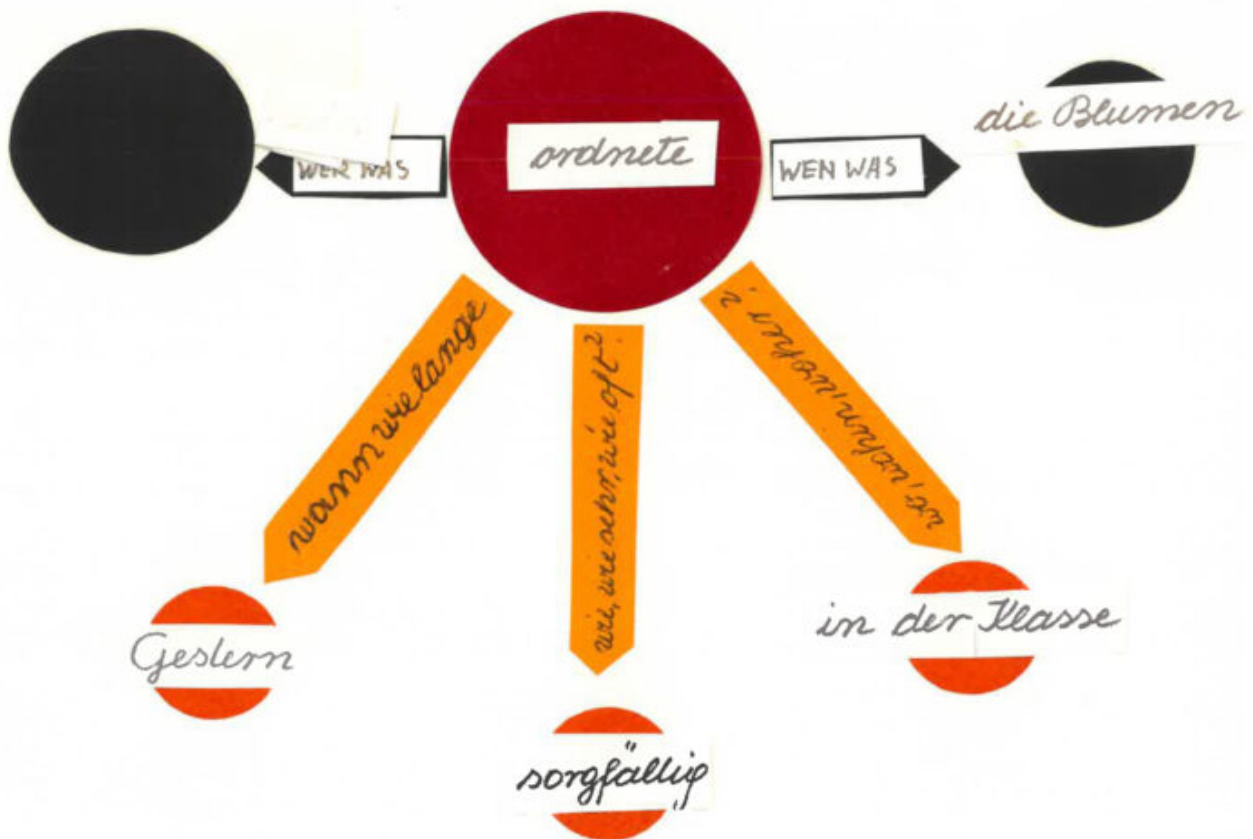 ordnete
die Blumen
WER WAS
WEN WAS
wann wie lange
wie, wie sehr, wie oft?
wo, wohin, woher?
Gestern
in der Klasse
sorgfältig